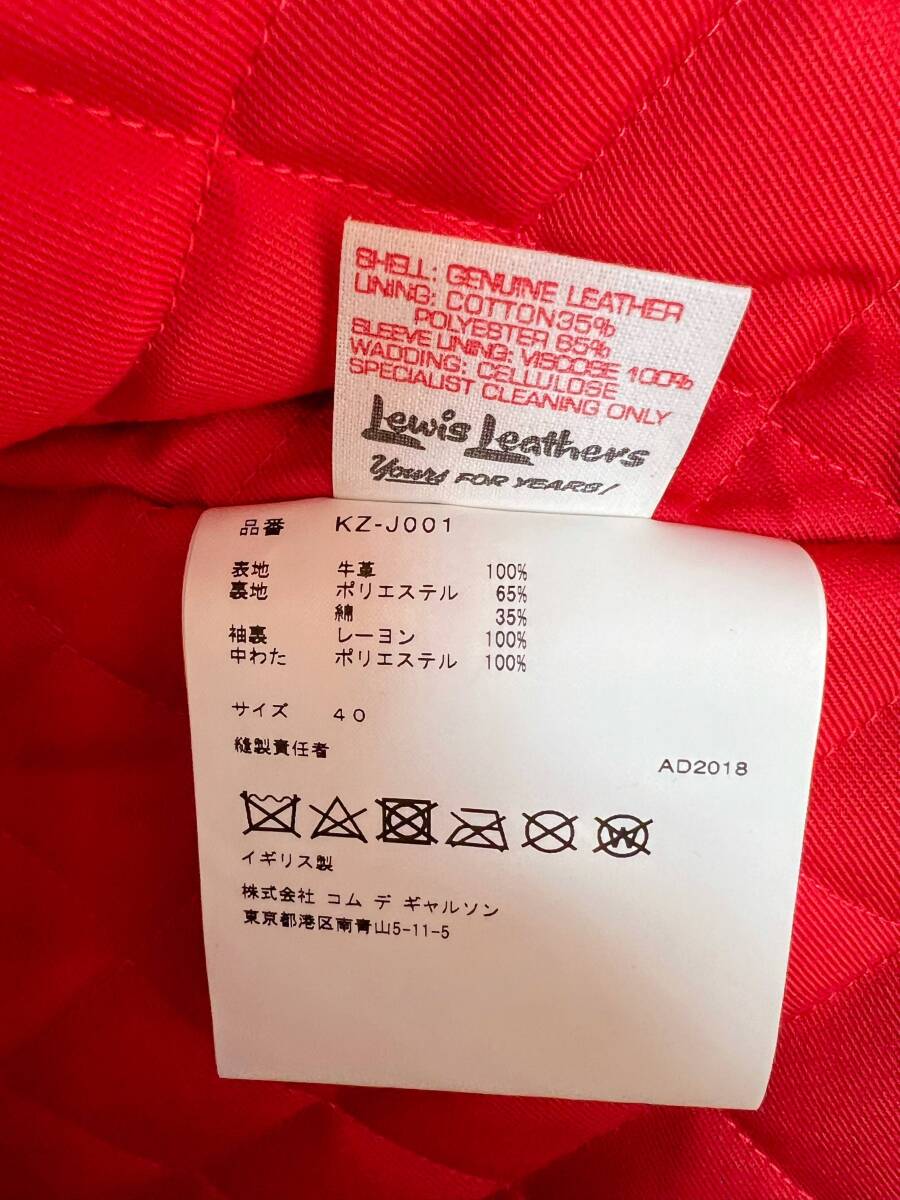 SHELL: GENUINE LEATHER
LINING: COTTON 35%
POLYESTER 65%
SLEEVE LINING: VISCOSE 100%
WADDING: CELLULOSE
SPECIALIST CLEANING ONLY
Lewis Leathers
Yours FOR YEARS!
品番 KZ-J001
表地 牛革 100%
裏地 ポリエステル 65%
綿 35%
袖裏 レーヨン 100%
中わた ポリエステル 100%
サイズ 40
縫製責任者
AD2018
W
イギリス製
株式会社 コム デ ギャルソン
東京都港区南青山5-11-5